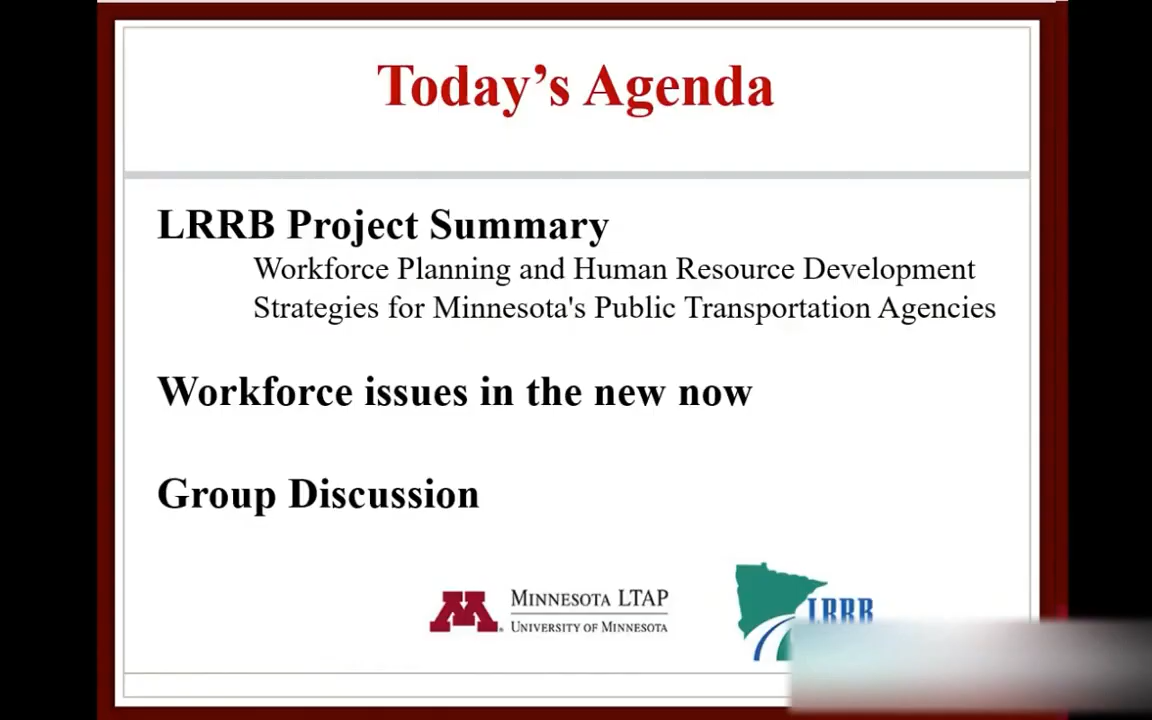 Today’s Agenda
LRRB Project Summary
Workforce Planning and Human Resource Development
Strategies for Minnesota's Public Transportation Agencies
Workforce issues in the new now
Group Discussion
MINNESOTA LTAP
UNIVERSITY OF MINNESOTA
LRRB